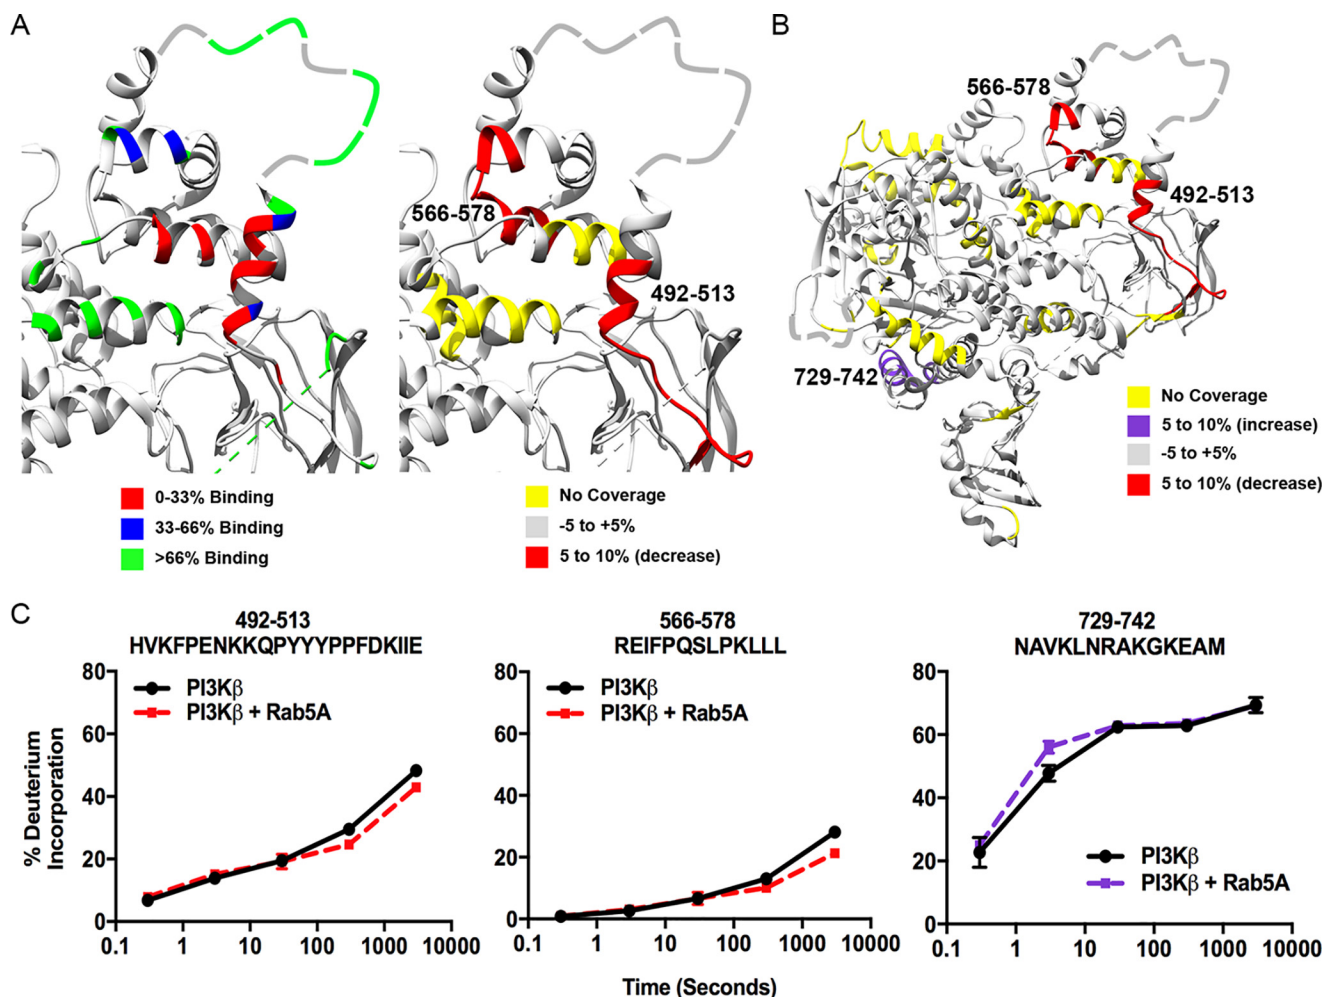 A
566-578
492-513
0-33% Binding
33-66% Binding
>66% Binding
No Coverage
-5 to +5%
5 to 10% (decrease)
B
566-578
492-513
729-742
No Coverage
5 to 10% (increase)
-5 to +5%
5 to 10% (decrease)
C
492-513
HVKFPENKKQPYYYPPFDKIIE
80
60
40
20
0
0.1 1 10 100 1000 10000
PI3Kβ
PI3Kβ + Rab5A
% Deuterium
Incorporation
566-578
REIFPQSLPKLLL
80
60
40
20
0
0.1 1 10 100 1000 10000
PI3Kβ
PI3Kβ + Rab5A
729-742
NAVKLNRAKGKEAM
80
60
40
20
0
0.1 1 10 100 1000 10000
PI3Kβ
PI3Kβ + Rab5A
Time (Seconds)